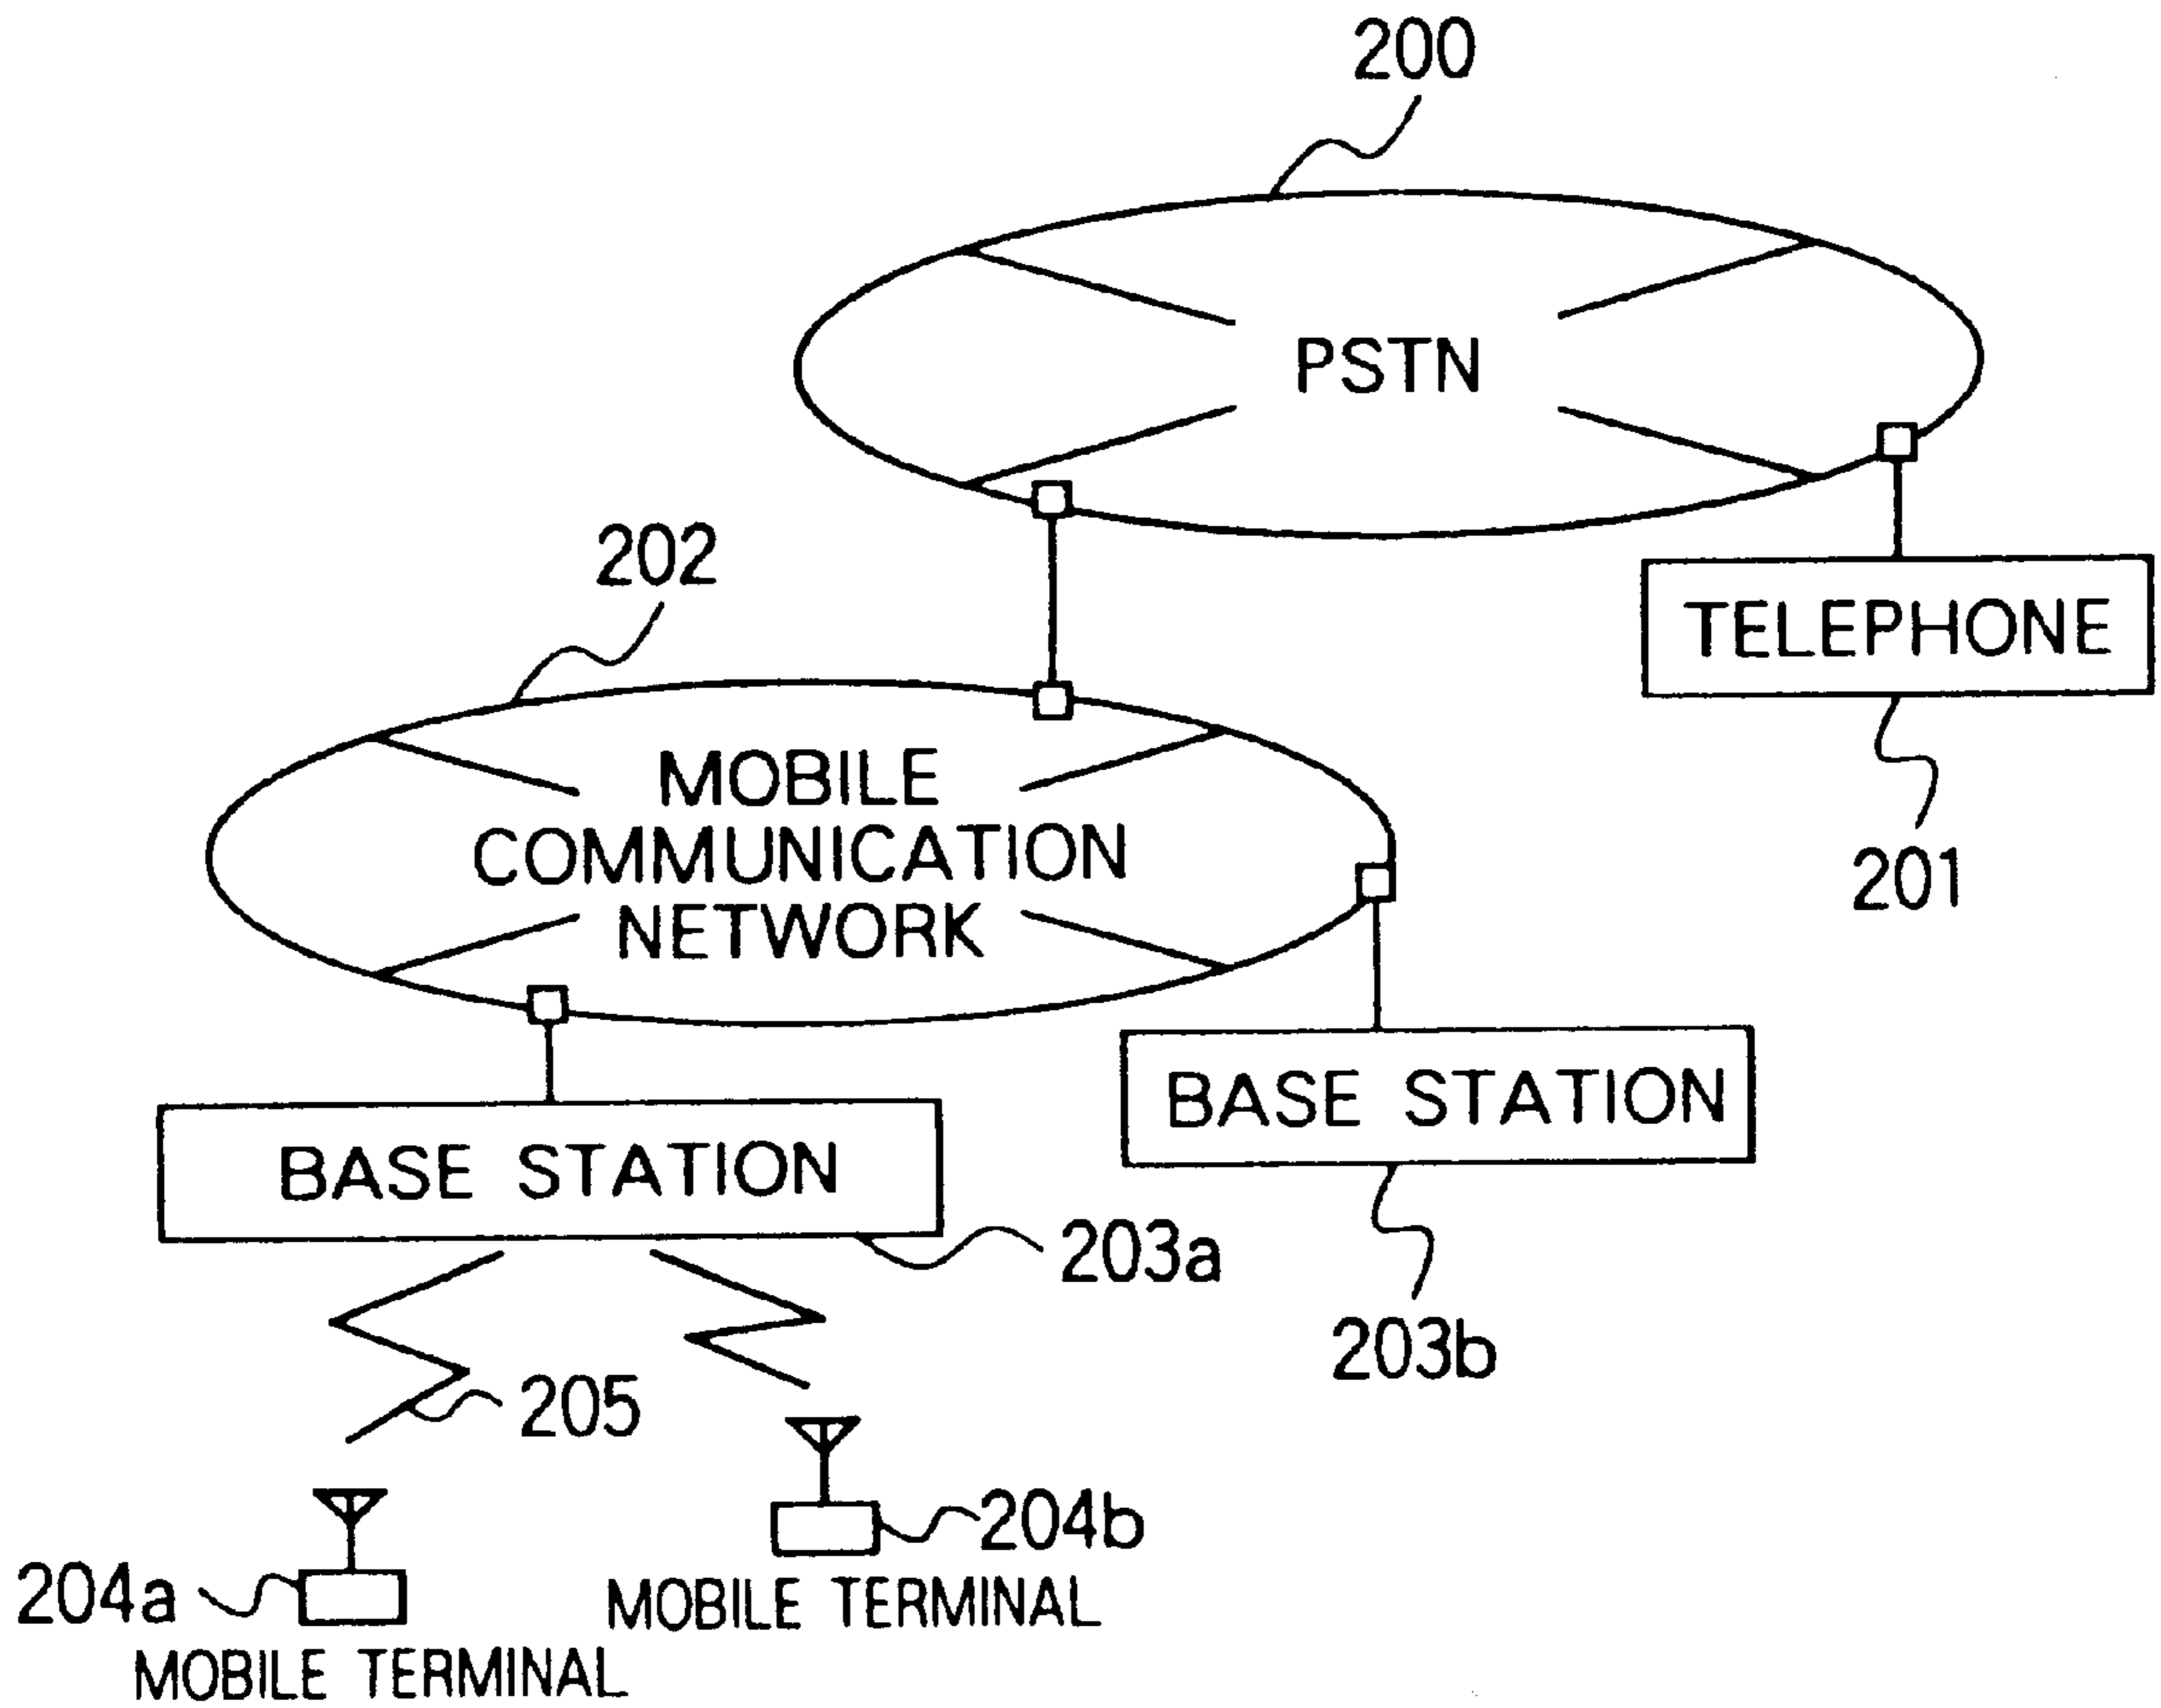 200
PSTN
202
TELEPHONE
201
MOBILE
COMMUNICATION
NETWORK
BASE STATION
BASE STATION
203a
203b
205
204b
204a
MOBILE TERMINAL
MOBILE TERMINAL